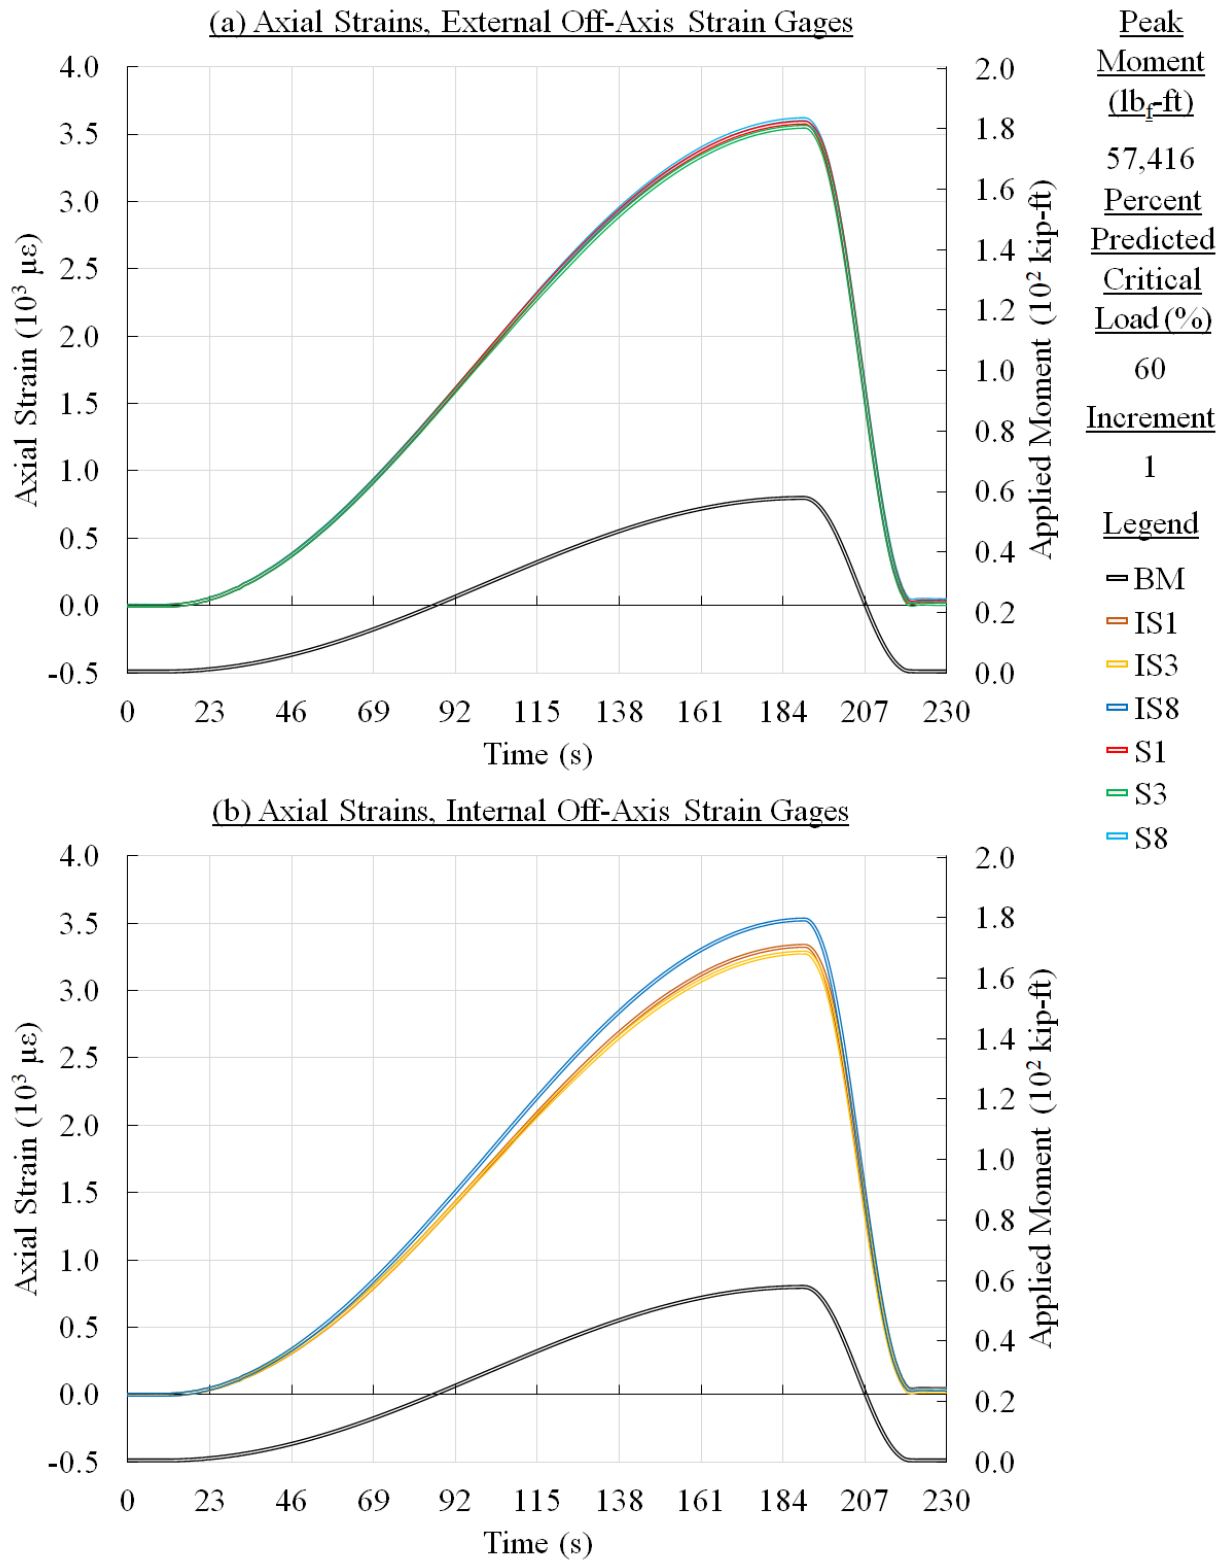 (a) Axial Strains, External Off-Axis Strain Gages
4.0
3.5
3.0
2.5
2.0
1.5
1.0
0.5
0.0
-0.5
Axial Strain (10³ µε)
2.0
1.8
1.6
1.4
1.2
1.0
0.8
0.6
0.4
0.2
0.0
Applied Moment (10² kip-ft)
0 23 46 69 92 115 138 161 184 207 230
Time (s)
Peak
Moment
(lbf-ft)
57,416
Percent
Predicted
Critical
Load (%)
60
Increment
1
Legend
BM
IS1
IS3
IS8
S1
S3
S8
(b) Axial Strains, Internal Off-Axis Strain Gages
4.0
3.5
3.0
2.5
2.0
1.5
1.0
0.5
0.0
-0.5
Axial Strain (10³ µε)
2.0
1.8
1.6
1.4
1.2
1.0
0.8
0.6
0.4
0.2
0.0
Applied Moment (10² kip-ft)
0 23 46 69 92 115 138 161 184 207 230
Time (s)